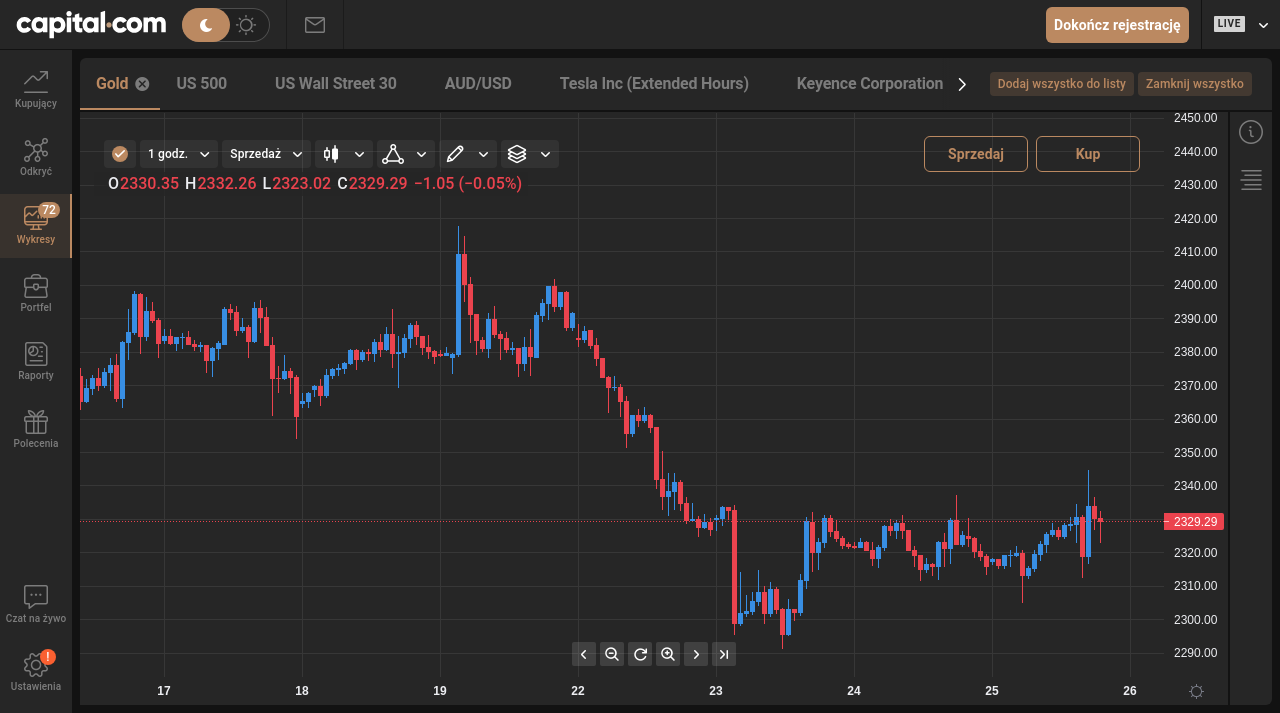 capital.com
Dokończ rejestrację
LIVE
Kupujący
Odkryć
72
Wykresy
Portfel
Raporty
Polecenia
Czat na żywo
!
Ustawienia
Gold US 500 US Wall Street 30 AUD/USD Tesla Inc (Extended Hours) Keyence Corporation Dodaj wszystko do listy Zamknij wszystko
1 godz. Sprzedaż Sprzedaj Kup
O2330.35 H2332.26 L2323.02 C2329.29 −1.05 (−0.05%)
2450.00
2440.00
2430.00
2420.00
2410.00
2400.00
2390.00
2380.00
2370.00
2360.00
2350.00
2340.00
2329.29
2320.00
2310.00
2300.00
2290.00
17 18 19 22 23 24 25 26